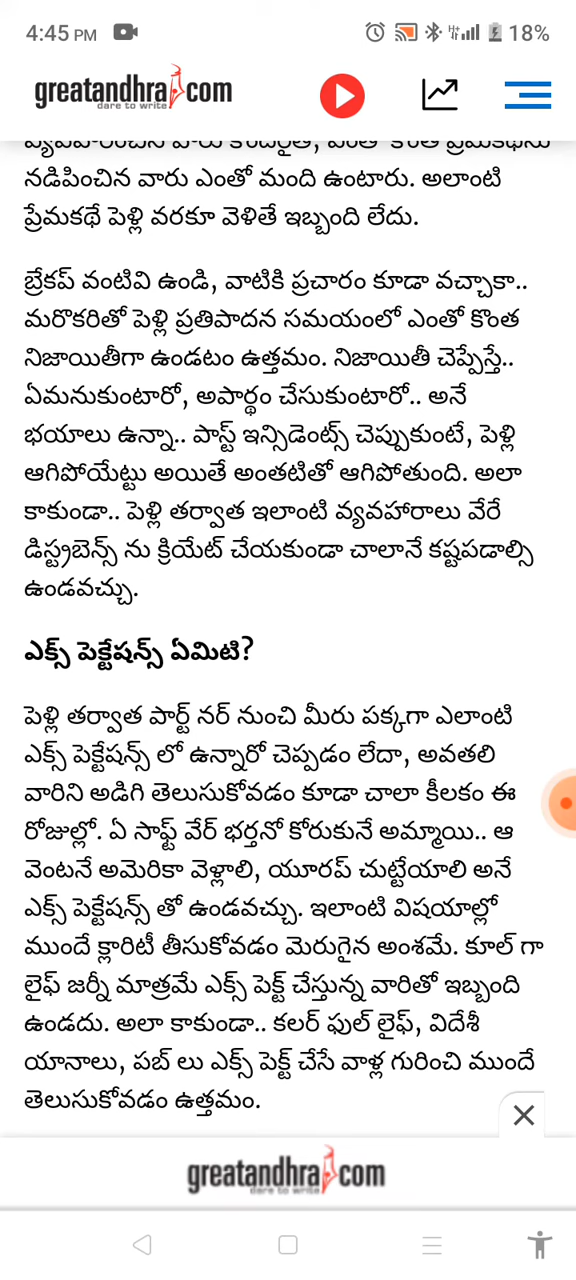 4:45 PM
18%
greatandhra.com
dare to write
నడిపించిన వారు ఎంతో మంది ఉంటారు. అలాంటి
ప్రేమకథే పెళ్లి వరకూ వెళితే ఇబ్బంది లేదు.
బ్రేకప్ వంటివి ఉండి, వాటికి ప్రచారం కూడా వచ్చాకా..
మరొకరితో పెళ్లి ప్రతిపాదన సమయంలో ఎంతో కొంత
నిజాయితీగా ఉండటం ఉత్తమం. నిజాయితీ చెప్పేస్తే..
ఏమనుకుంటారో, అపార్థం చేసుకుంటారో.. అనే
భయాలు ఉన్నా.. పాస్ట్ ఇన్సిడెంట్స్ చెప్పుకుంటే, పెళ్లి
ఆగిపోయేట్టు అయితే అంతటితో ఆగిపోతుంది. అలా
కాకుండా.. పెళ్లి తర్వాత ఇలాంటి వ్యవహారాలు వేరే
డిస్ట్రబెన్స్ ను క్రియేట్ చేయకుండా చాలానే కష్టపడాల్సి
ఉండవచ్చు.
ఎక్స్ పెక్టేషన్స్ ఏమిటి?
పెళ్లి తర్వాత పార్ట్ నర్ నుంచి మీరు పక్కగా ఎలాంటి
ఎక్స్ పెక్టేషన్స్ లో ఉన్నారో చెప్పడం లేదా, అవతలి
వారిని అడిగి తెలుసుకోవడం కూడా చాలా కీలకం ఈ
రోజుల్లో. ఏ సాఫ్ట్ వేర్ భర్తనో కోరుకునే అమ్మాయి.. ఆ
వెంటనే అమెరికా వెళ్లాలి, యూరప్ చుట్టేయాలి అనే
ఎక్స్ పెక్టేషన్స్ తో ఉండవచ్చు. ఇలాంటి విషయాల్లో
ముందే క్లారిటీ తీసుకోవడం మెరుగైన అంశమే. కూల్ గా
లైఫ్ జర్నీ మాత్రమే ఎక్స్ పెక్ట్ చేస్తున్న వారితో ఇబ్బంది
ఉండదు. అలా కాకుండా.. కలర్ ఫుల్ లైఫ్, విదేశీ
యానాలు, పబ్ లు ఎక్స్ పెక్ట్ చేసే వాళ్ల గురించి ముందే
తెలుసుకోవడం ఉత్తమం.
greatandhra.com
dare to write